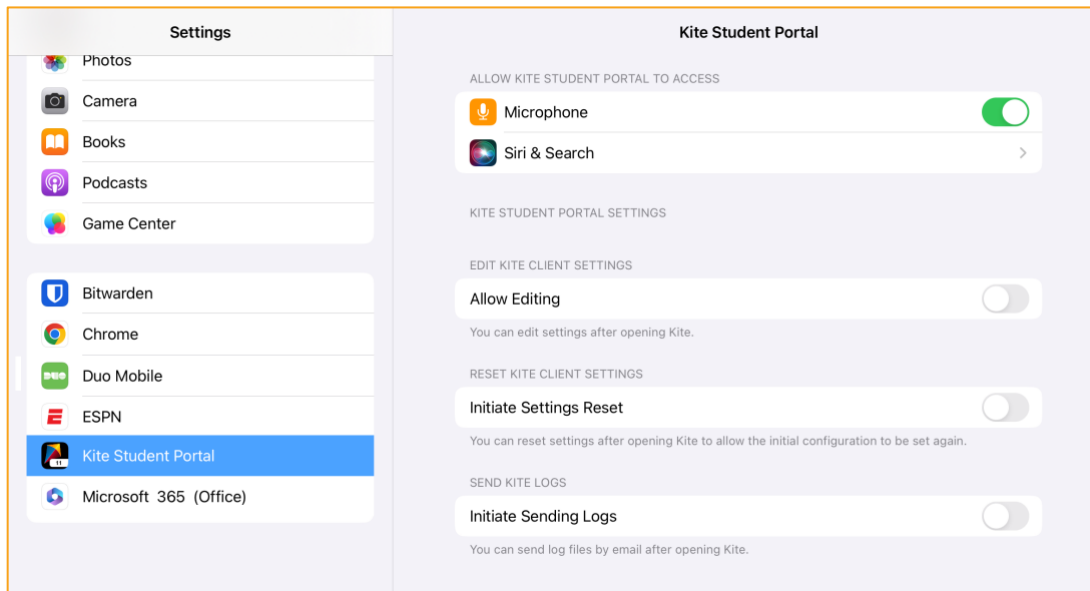 Settings
Photos
Camera
Books
Podcasts
Game Center
Bitwarden
Chrome
DUO
Duo Mobile
ESPN
11
Kite Student Portal
Microsoft 365 (Office)
Kite Student Portal
ALLOW KITE STUDENT PORTAL TO ACCESS
Microphone
Siri & Search
KITE STUDENT PORTAL SETTINGS
EDIT KITE CLIENT SETTINGS
Allow Editing
You can edit settings after opening Kite.
RESET KITE CLIENT SETTINGS
Initiate Settings Reset
You can reset settings after opening Kite to allow the initial configuration to be set again.
SEND KITE LOGS
Initiate Sending Logs
You can send log files by email after opening Kite.